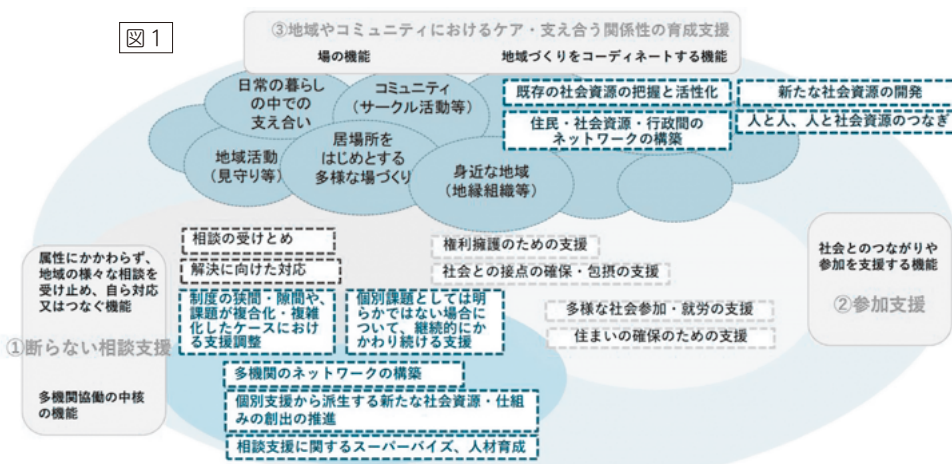 図1
③地域やコミュニティにおけるケア・支え合う関係性の育成支援
場の機能
地域づくりをコーディネートする機能
日常の暮らし
の中での
支え合い
コミュニティ
(サークル活動等)
既存の社会資源の把握と活性化
新たな社会資源の開発
住民・社会資源・行政間の
ネットワークの構築
人と人、人と社会資源のつなぎ
地域活動
(見守り等)
居場所を
はじめとする
多様な場づくり
身近な地域
(地縁組織等)
属性にかかわらず、
地域の様々な相談を
受け止め、自ら対応
又はつなぐ機能
①断らない相談支援
多機関協働の中核
の機能
相談の受けとめ
解決に向けた対応
制度の狭間・隙間や、
課題が複合化・複雑
化したケースにおけ
る支援調整
個別課題としては明
らかではない場合に
ついて、継続的にか
かわり続ける支援
権利擁護のための支援
社会との接点の確保・包摂の支援
多様な社会参加・就労の支援
住まいの確保のための支援
社会とのつながりや
参加を支援する機能
②参加支援
多機関のネットワークの構築
個別支援から派生する新たな社会資源・仕組
みの創出の推進
相談支援に関するスーパーバイズ、人材育成